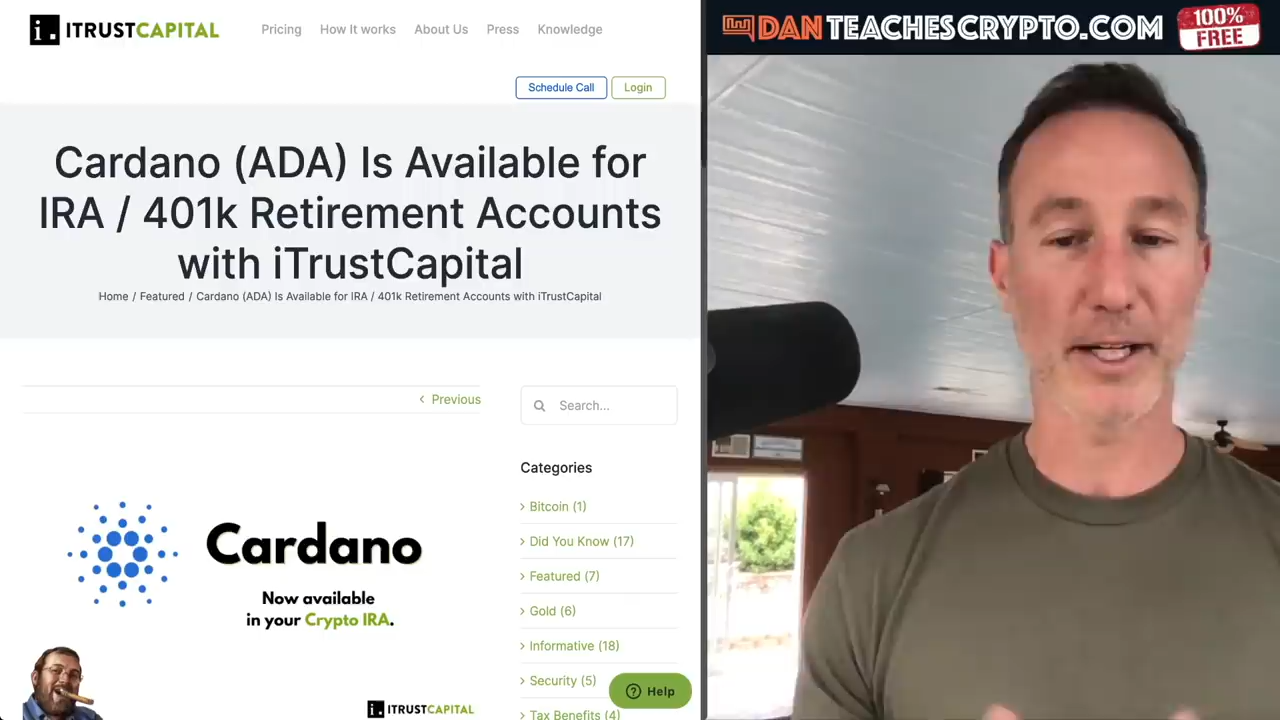 i. ITRUSTCAPITAL
Pricing How It works About Us Press Knowledge
Schedule Call Login
Cardano (ADA) Is Available for
IRA / 401k Retirement Accounts
with iTrustCapital
Home / Featured / Cardano (ADA) Is Available for IRA / 401k Retirement Accounts with iTrustCapital
‹ Previous
Search...
Categories
› Bitcoin (1)
› Did You Know (17)
› Featured (7)
› Gold (6)
› Informative (18)
› Security (5)
› Tax Benefits (4)
Cardano
Now available
in your Crypto IRA.
i. ITRUSTCAPITAL
? Help
DANTEACHESCRYPTO.COM
100%
FREE